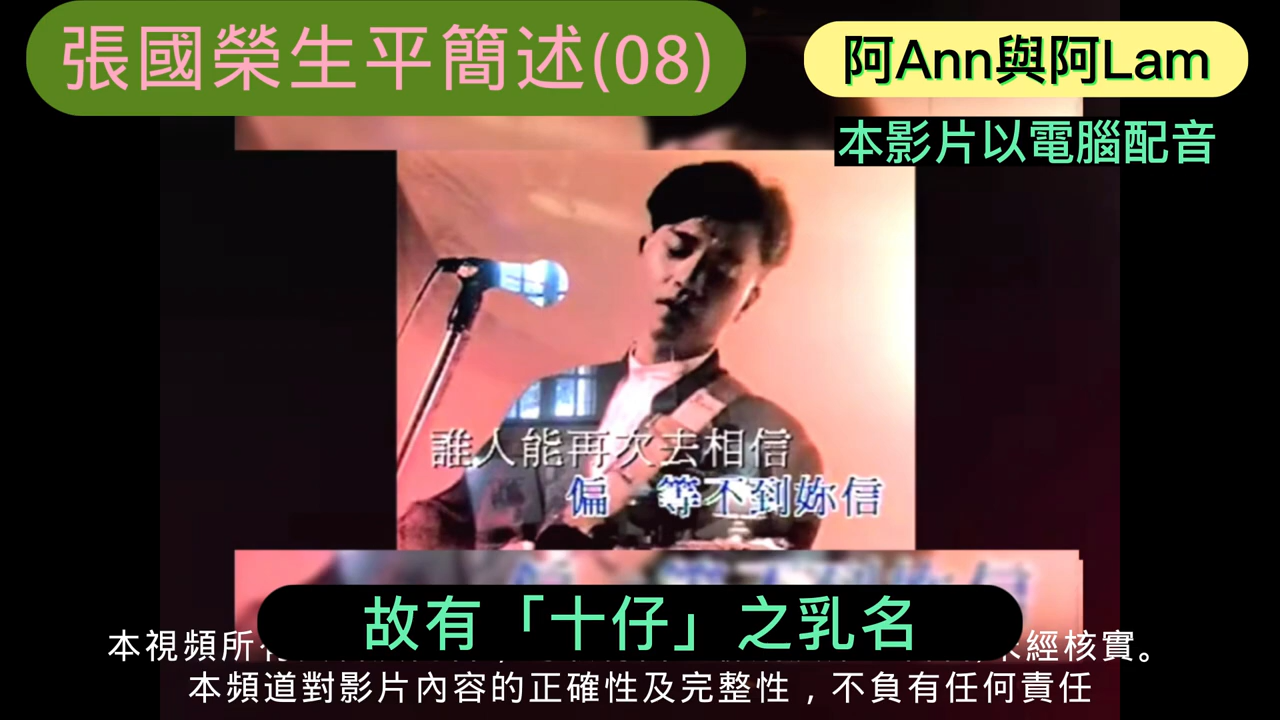 張國榮生平簡述(08)
阿Ann與阿Lam
本影片以電腦配音
誰人能再次去相信
偏 等不到妳信
故有「十仔」之乳名
本視頻所 未經核實。
本頻道對影片內容的正確性及完整性，不負有任何責任